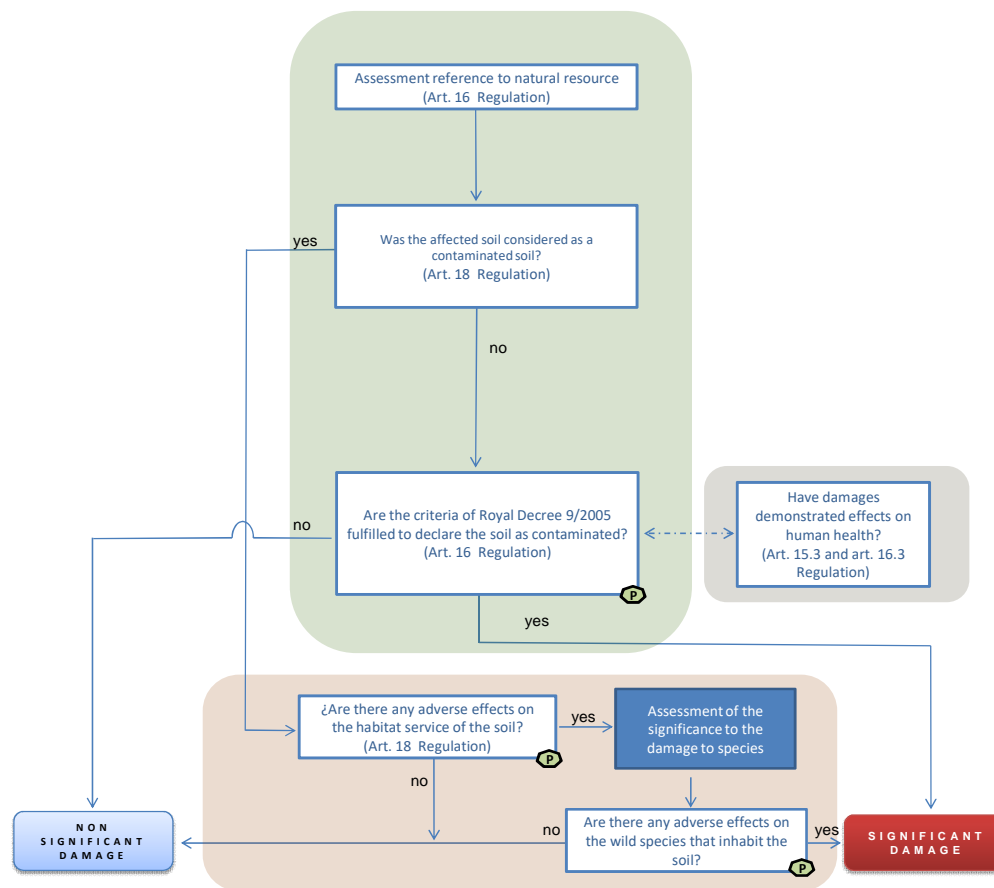 Assessment reference to natural resource
(Art. 16 Regulation)
yes
Was the affected soil considered as a
contaminated soil?
(Art. 18 Regulation)
no
no
Are the criteria of Royal Decree 9/2005
fulfilled to declare the soil as contaminated?
(Art. 16 Regulation)
P
Have damages
demonstrated effects on
human health?
(Art. 15.3 and art. 16.3
Regulation)
yes
¿Are there any adverse effects on
the habitat service of the soil?
(Art. 18 Regulation)
P
yes
Assessment of the
significance to the
damage to species
no
NON
SIGNIFICANT
DAMAGE
no
Are there any adverse effects on
the wild species that inhabit the
soil?
P
yes
SIGNIFICANT
DAMAGE